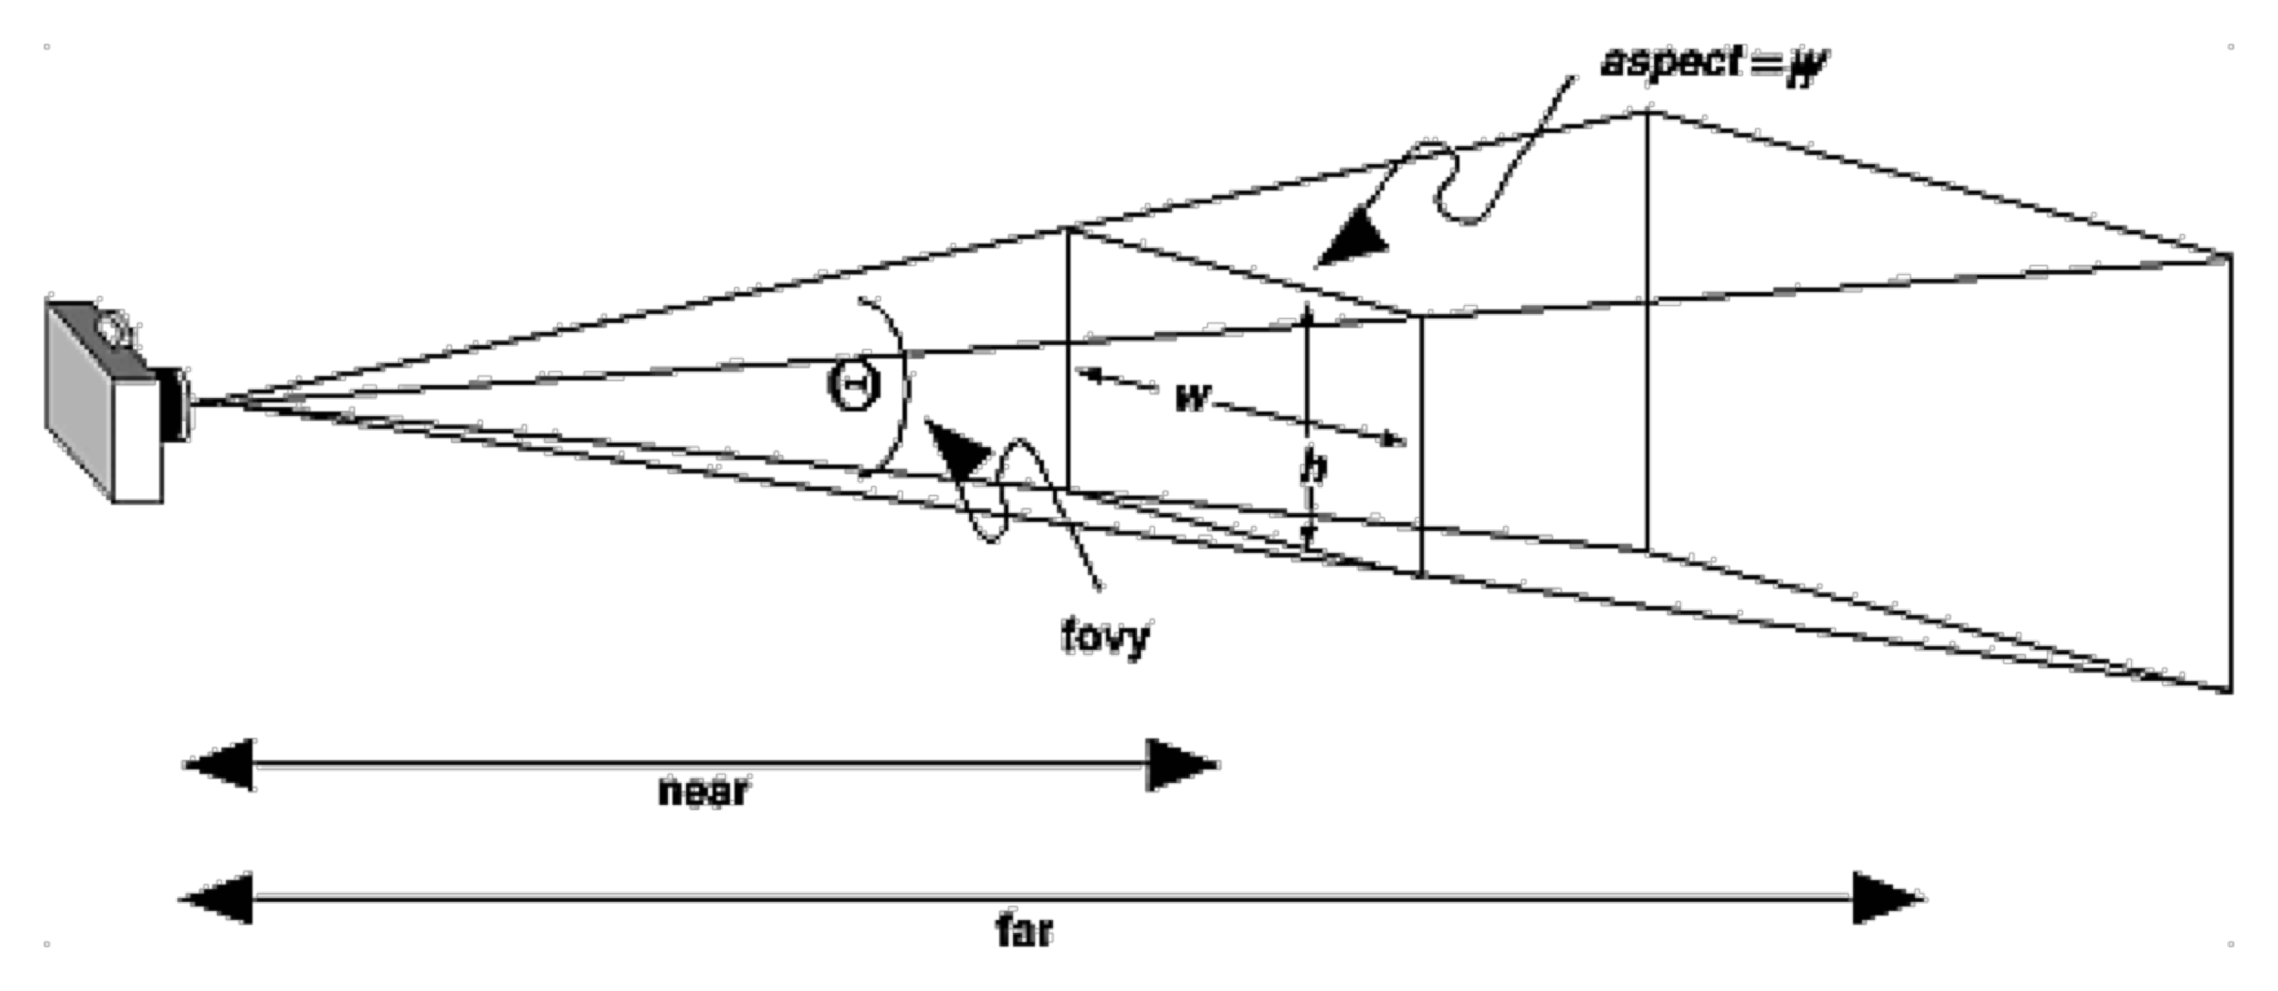 aspect =
Θ
w
h
fovy
near
far